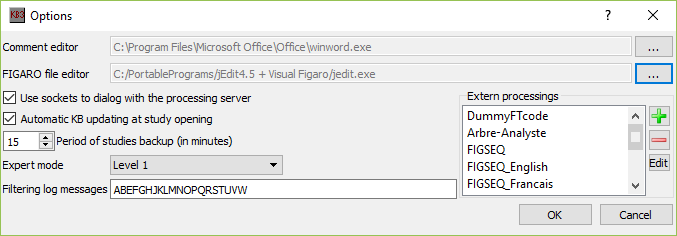 KB3 Options ?
Comment editor C:\Program Files\Microsoft Office\Office\winword.exe ...
FIGARO file editor C:/PortablePrograms/jEdit4.5 + Visual Figaro/jedit.exe ...
Use sockets to dialog with the processing server
Automatic KB updating at study opening
15 Period of studies backup (in minutes)
Expert mode Level 1
Filtering log messages ABEFGHJKLMNOPQRSTUVW
Extern processings
DummyFTcode
Arbre-Analyste
FIGSEQ
FIGSEQ_English
FIGSEQ_Francais
Edit
OK Cancel